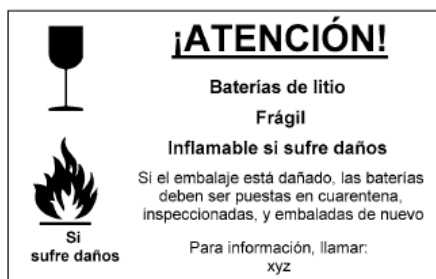 ¡ATENCIÓN!
Baterías de litio
Frágil
Inflamable si sufre daños
Si el embalaje está dañado, las baterías
deben ser puestas en cuarentena,
inspeccionadas, y embaladas de nuevo
Para información, llamar:
xyz
Si
sufre daños